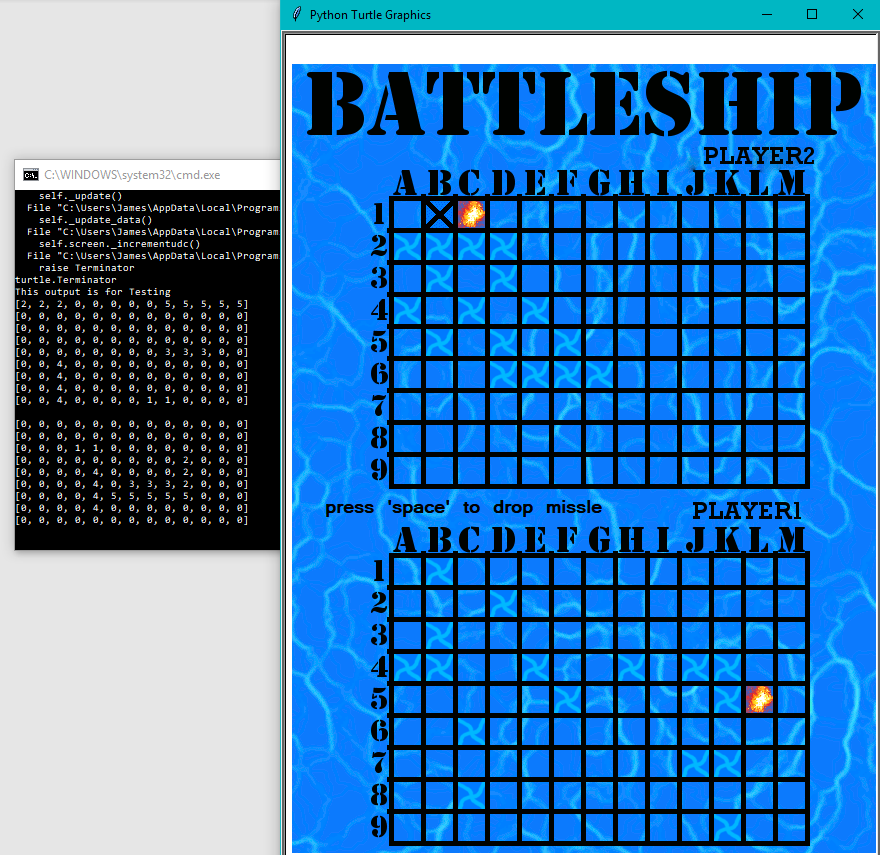 Python Turtle Graphics
C:\WINDOWS\system32\cmd.exe
self._update()
File "C:\Users\James\AppData\Local\Program
self._update_data()
File "C:\Users\James\AppData\Local\Program
self.screen._incrementudc()
File "C:\Users\James\AppData\Local\Program
raise Terminator
turtle.Terminator
This output is for Testing
[2, 2, 2, 0, 0, 0, 0, 0, 5, 5, 5, 5, 5]
[0, 0, 0, 0, 0, 0, 0, 0, 0, 0, 0, 0, 0]
[0, 0, 0, 0, 0, 0, 0, 0, 0, 0, 0, 0, 0]
[0, 0, 0, 0, 0, 0, 0, 0, 0, 0, 0, 0, 0]
[0, 0, 0, 0, 0, 0, 0, 0, 3, 3, 3, 0, 0]
[0, 0, 4, 0, 0, 0, 0, 0, 0, 0, 0, 0, 0]
[0, 0, 4, 0, 0, 0, 0, 0, 0, 0, 0, 0, 0]
[0, 0, 4, 0, 0, 0, 0, 0, 0, 0, 0, 0, 0]
[0, 0, 4, 0, 0, 0, 0, 1, 1, 0, 0, 0, 0]
[0, 0, 0, 0, 0, 0, 0, 0, 0, 0, 0, 0, 0]
[0, 0, 0, 0, 0, 0, 0, 0, 0, 0, 0, 0, 0]
[0, 0, 0, 1, 1, 0, 0, 0, 0, 0, 0, 0, 0]
[0, 0, 0, 0, 0, 0, 0, 0, 0, 2, 0, 0, 0]
[0, 0, 0, 0, 4, 0, 0, 0, 0, 2, 0, 0, 0]
[0, 0, 0, 0, 4, 0, 3, 3, 3, 2, 0, 0, 0]
[0, 0, 0, 0, 4, 5, 5, 5, 5, 5, 0, 0, 0]
[0, 0, 0, 0, 4, 0, 0, 0, 0, 0, 0, 0, 0]
[0, 0, 0, 0, 0, 0, 0, 0, 0, 0, 0, 0, 0]
BATTLESHIP
PLAYER2
A B C D E F G H I J K L M
1
2
3
4
5
6
7
8
9
press 'space' to drop missle
PLAYER1
A B C D E F G H I J K L M
1
2
3
4
5
6
7
8
9